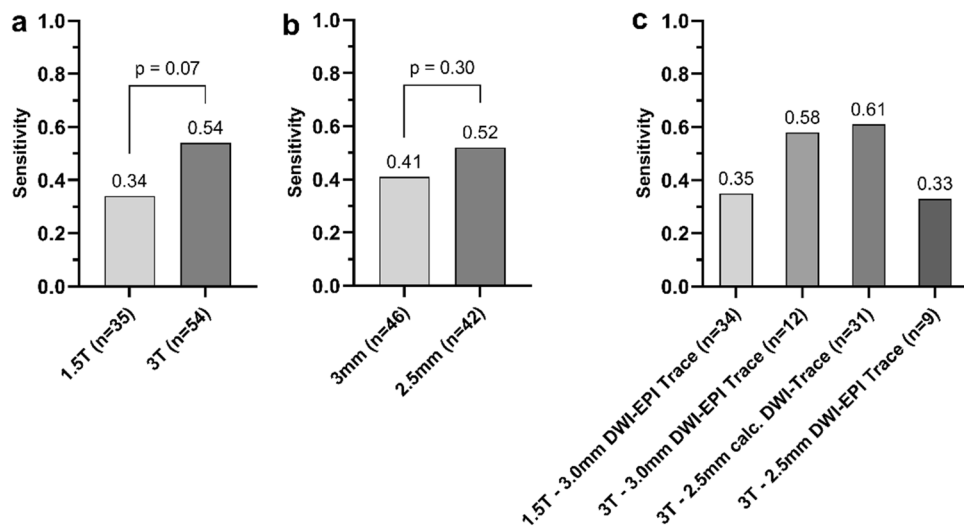 a
1.0
0.8
0.6
0.4
0.2
0.0
Sensitivity
p = 0.07
0.34
0.54
1.5T (n=35)
3T (n=54)
b
1.0
0.8
0.6
0.4
0.2
0.0
Sensitivity
p = 0.30
0.41
0.52
3mm (n=46)
2.5mm (n=42)
c
1.0
0.8
0.6
0.4
0.2
0.0
Sensitivity
0.35
0.58
0.61
0.33
1.5T - 3.0mm DWI-EPI Trace (n=34)
3T - 3.0mm DWI-EPI Trace (n=12)
3T - 2.5mm calc. DWI-Trace (n=31)
3T - 2.5mm DWI-EPI Trace (n=9)